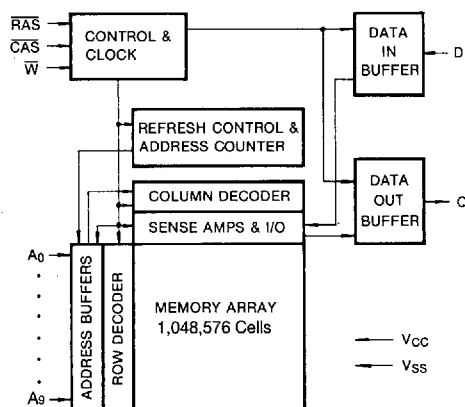 RAS
CAS
W
CONTROL &
CLOCK
DATA
IN
BUFFER
D
REFRESH CONTROL &
ADDRESS COUNTER
COLUMN DECODER
SENSE AMPS & I/O
DATA
OUT
BUFFER
Q
A0
A9
ADDRESS BUFFERS
ROW DECODER
MEMORY ARRAY
1,048,576 Cells
VCC
VSS